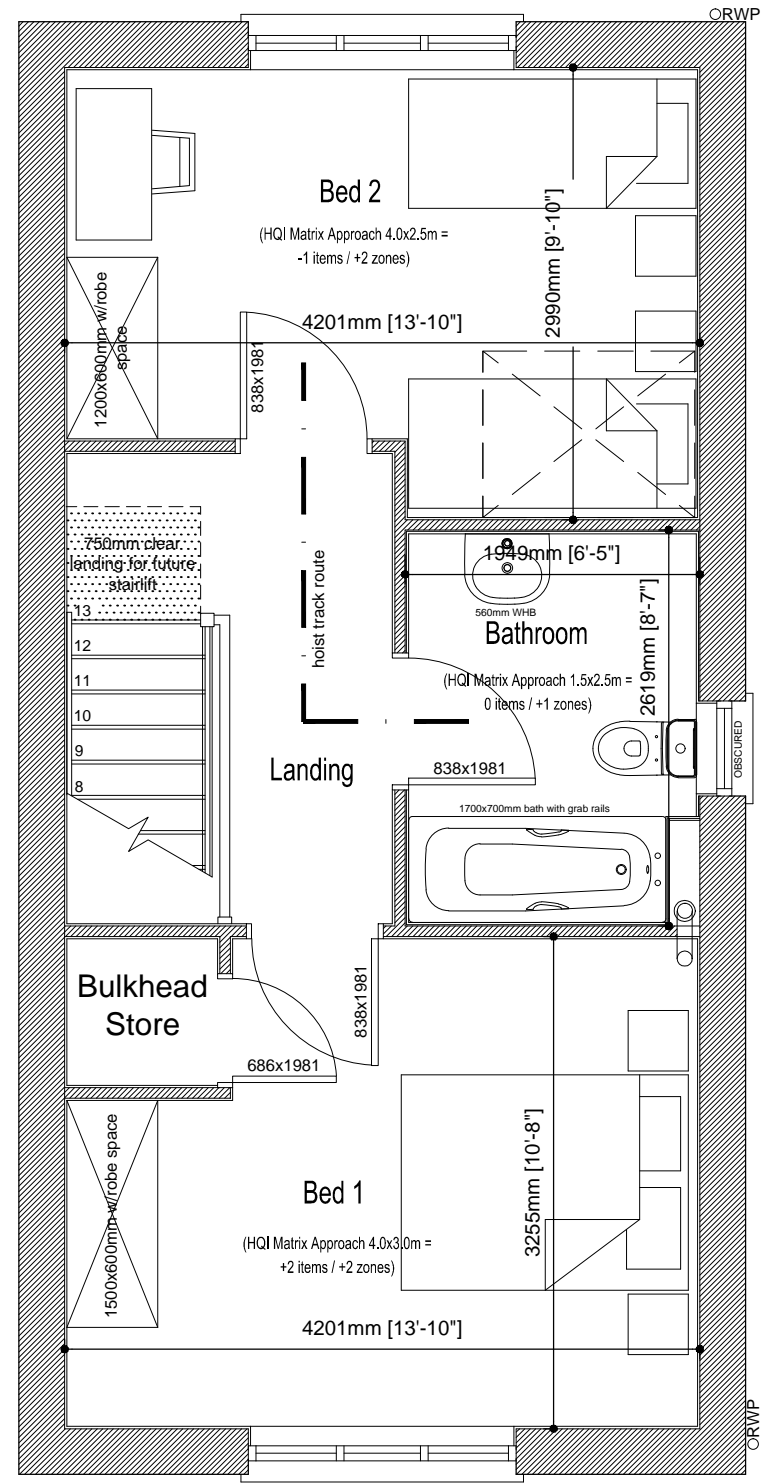 RWP
Bed 2
(HQI Matrix Approach 4.0x2.5m =
-1 items / +2 zones)
2990mm [9'-10"]
1200x600mm w/robe
space
4201mm [13'-10"]
838x1981
750mm clear
landing for future
stairlift
13
12
11
10
9
8
hoist track route
1949mm [6'-5"]
560mm WHB
Bathroom
(HQI Matrix Approach 1.5x2.5m =
0 items / +1 zones)
2619mm [8'-7"]
OBSCURED
Landing
838x1981
1700x700mm bath with grab rails
Bulkhead
Store
838x1981
686x1981
1500x600mm w/robe space
Bed 1
(HQI Matrix Approach 4.0x3.0m =
+2 items / +2 zones)
3255mm [10'-8"]
4201mm [13'-10"]
RWP